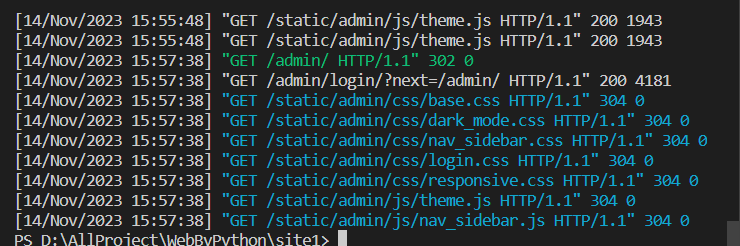 [14/Nov/2023 15:55:48] "GET /static/admin/js/theme.js HTTP/1.1" 200 1943
[14/Nov/2023 15:55:48] "GET /static/admin/js/theme.js HTTP/1.1" 200 1943
[14/Nov/2023 15:57:38] "GET /admin/ HTTP/1.1" 302 0
[14/Nov/2023 15:57:38] "GET /admin/login/?next=/admin/ HTTP/1.1" 200 4181
[14/Nov/2023 15:57:38] "GET /static/admin/css/base.css HTTP/1.1" 304 0
[14/Nov/2023 15:57:38] "GET /static/admin/css/dark_mode.css HTTP/1.1" 304 0
[14/Nov/2023 15:57:38] "GET /static/admin/css/nav_sidebar.css HTTP/1.1" 304 0
[14/Nov/2023 15:57:38] "GET /static/admin/css/login.css HTTP/1.1" 304 0
[14/Nov/2023 15:57:38] "GET /static/admin/css/responsive.css HTTP/1.1" 304 0
[14/Nov/2023 15:57:38] "GET /static/admin/js/theme.js HTTP/1.1" 304 0
[14/Nov/2023 15:57:38] "GET /static/admin/js/nav_sidebar.js HTTP/1.1" 304 0
PS D:\AllProject\WebByPython\site1>